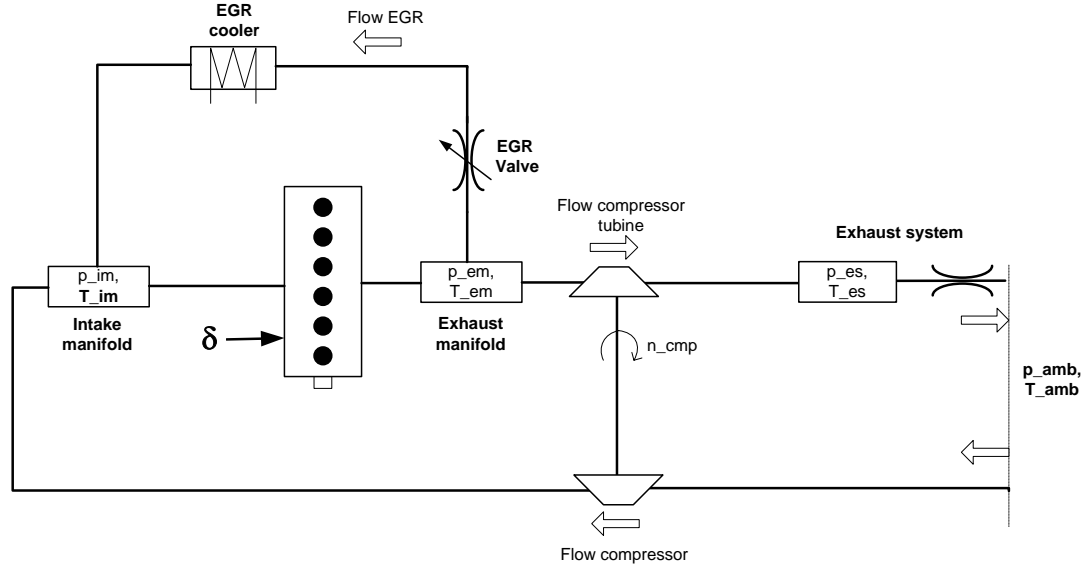 EGR
cooler
Flow EGR
EGR
Valve
Flow compressor
tubine
Exhaust system
p_im,
T_im
p_em,
T_em
p_es,
T_es
Intake
manifold
δ
Exhaust
manifold
n_cmp
p_amb,
T_amb
Flow compressor